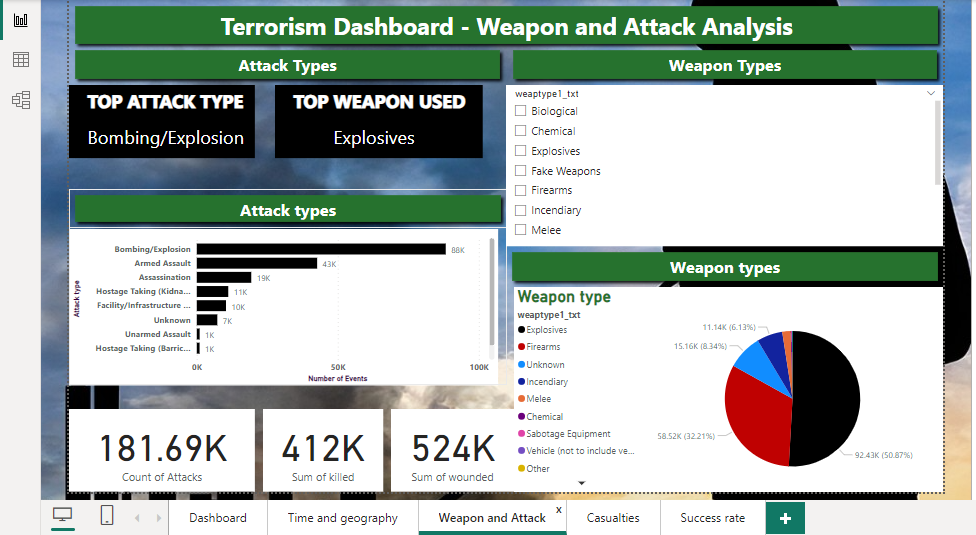 Terrorism Dashboard - Weapon and Attack Analysis
Attack Types
Weapon Types
TOP ATTACK TYPE
Bombing/Explosion
TOP WEAPON USED
Explosives
weaptype1_txt
Biological
Chemical
Explosives
Fake Weapons
Firearms
Incendiary
Melee
Attack types
Attack type
Bombing/Explosion 88K
Armed Assault 43K
Assassination 19K
Hostage Taking (Kidna... 11K
Facility/Infrastructure ... 10K
Unknown 7K
Unarmed Assault 1K
Hostage Taking (Barric... 1K
0K 50K 100K
Number of Events
Weapon types
Weapon type
weaptype1_txt
Explosives
Firearms
Unknown
Incendiary
Melee
Chemical
Sabotage Equipment
Vehicle (not to include ve...
Other
11.14K (6.13%)
15.16K (8.34%)
58.52K (32.21%)
92.43K (50.87%)
181.69K
Count of Attacks
412K
Sum of killed
524K
Sum of wounded
Dashboard
Time and geography
Weapon and Attack x
Casualties
Success rate
+